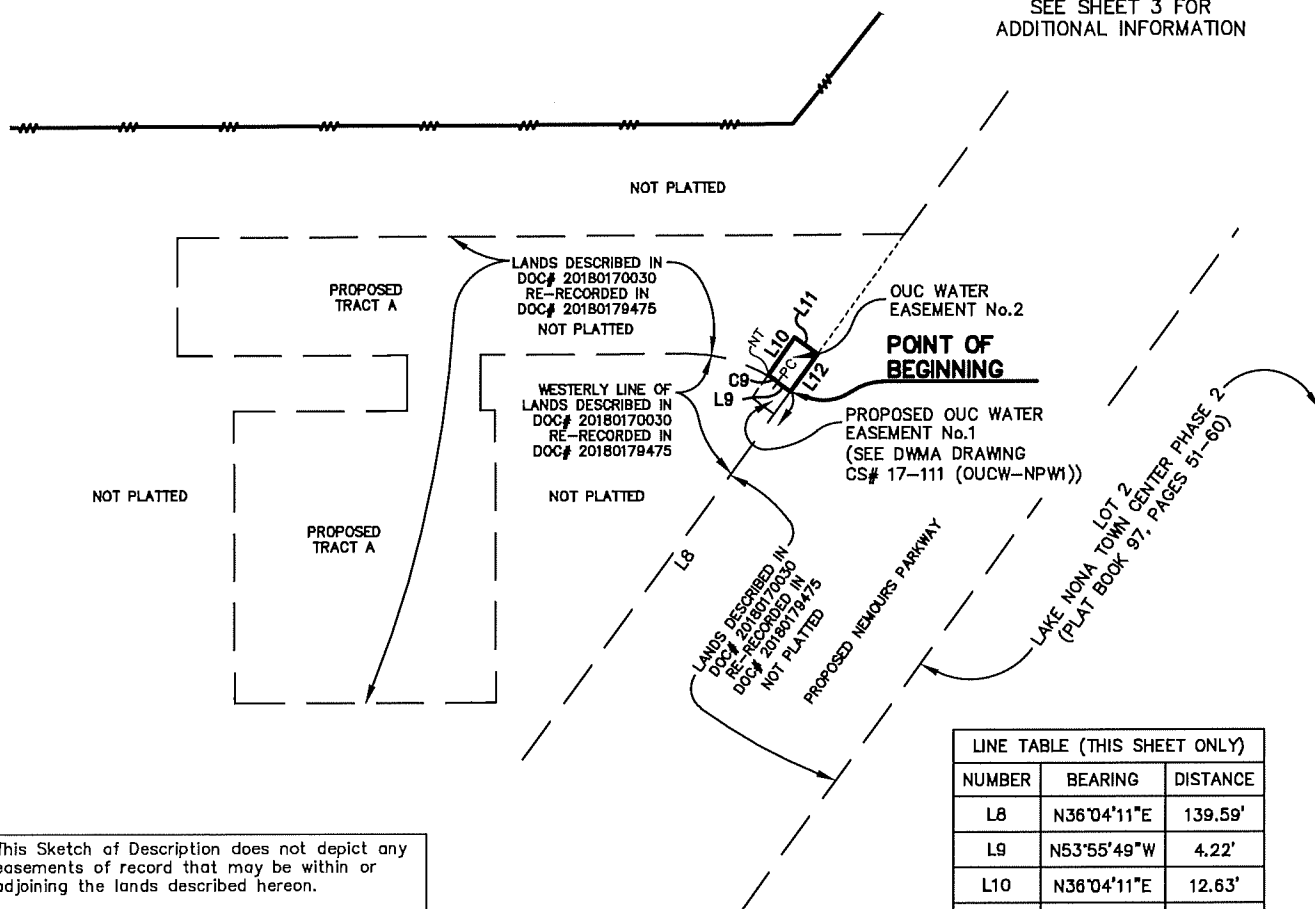 SEE SHEET 3 FOR
ADDITIONAL INFORMATION
NOT PLATTED
PROPOSED
TRACT A
LANDS DESCRIBED IN
DOC# 20180170030
RE-RECORDED IN
DOC# 20180179475
NOT PLATTED
OUC WATER
EASEMENT No.2
NT
L10
L11
PC
C9
L9
L12
POINT OF
BEGINNING
WESTERLY LINE OF
LANDS DESCRIBED IN
DOC# 20180170030
RE-RECORDED IN
DOC# 20180179475
PROPOSED OUC WATER
EASEMENT No.1
(SEE DWMA DRAWING
CS# 17-111 (OUCW-NPW1))
NOT PLATTED
NOT PLATTED
PROPOSED
TRACT A
L8
LANDS DESCRIBED IN
DOC# 20180170030
RE-RECORDED IN
DOC# 20180179475
NOT PLATTED
PROPOSED NEMOURS PARKWAY
LOT 2
LAKE NONA TOWN CENTER PHASE 2
(PLAT BOOK 97, PAGES 51-60)
This Sketch of Description does not depict any
easements of record that may be within or
adjoining the lands described hereon.
LINE TABLE (THIS SHEET ONLY)
NUMBER BEARING DISTANCE
L8 N36°04'11"E 139.59'
L9 N53°55'49"W 4.22'
L10 N36°04'11"E 12.63'